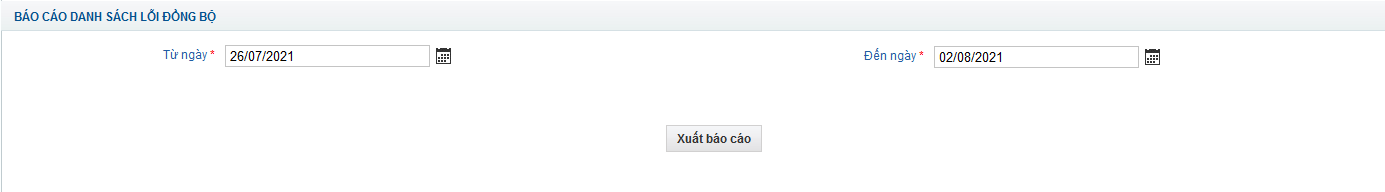 BÁO CÁO DANH SÁCH LỖI ĐỒNG BỘ
Từ ngày * 26/07/2021 Đến ngày * 02/08/2021
Xuất báo cáo